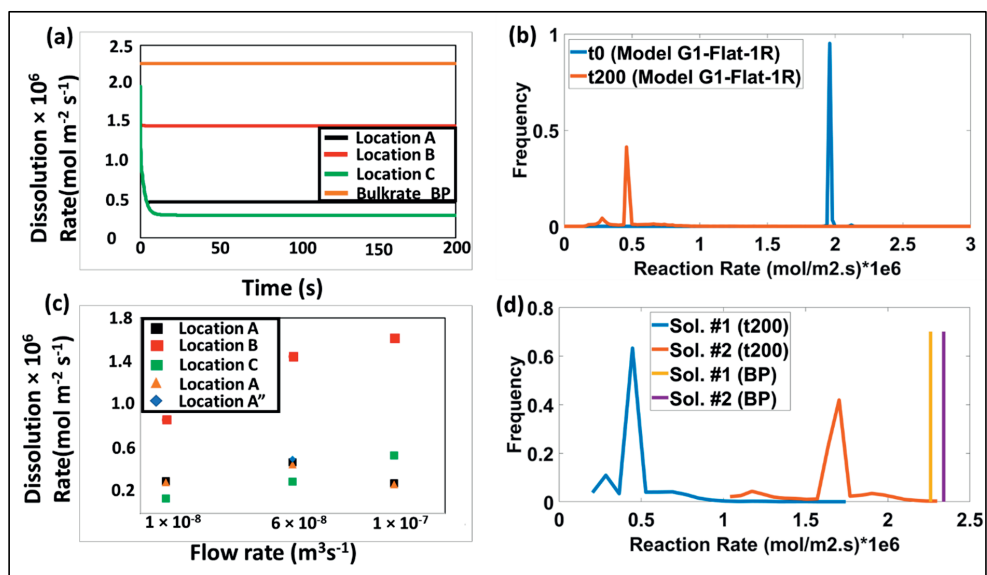 (a)
Dissolution × 10⁶
Rate(mol m⁻² s⁻¹)
2.5
2.0
1.5
1.0
0.5
0
Location A
Location B
Location C
Bulkrate_BP
0 50 100 150 200
Time (s)
(b)
Frequency
1
0.5
0
t0 (Model G1-Flat-1R)
t200 (Model G1-Flat-1R)
0 0.5 1 1.5 2 2.5 3
Reaction Rate (mol/m2.s)*1e6
(c)
Dissolution × 10⁶
Rate(mol m⁻² s⁻¹)
1.8
1.4
1.0
0.6
0.2
Location A
Location B
Location C
Location A
Location A”
1 × 10⁻⁸ 6 × 10⁻⁸ 1 × 10⁻⁷
Flow rate (m³s⁻¹)
(d)
Frequency
0.8
0.6
0.4
0.2
0
Sol. #1 (t200)
Sol. #2 (t200)
Sol. #1 (BP)
Sol. #2 (BP)
0 0.5 1 1.5 2 2.5
Reaction Rate (mol/m2.s)*1e6